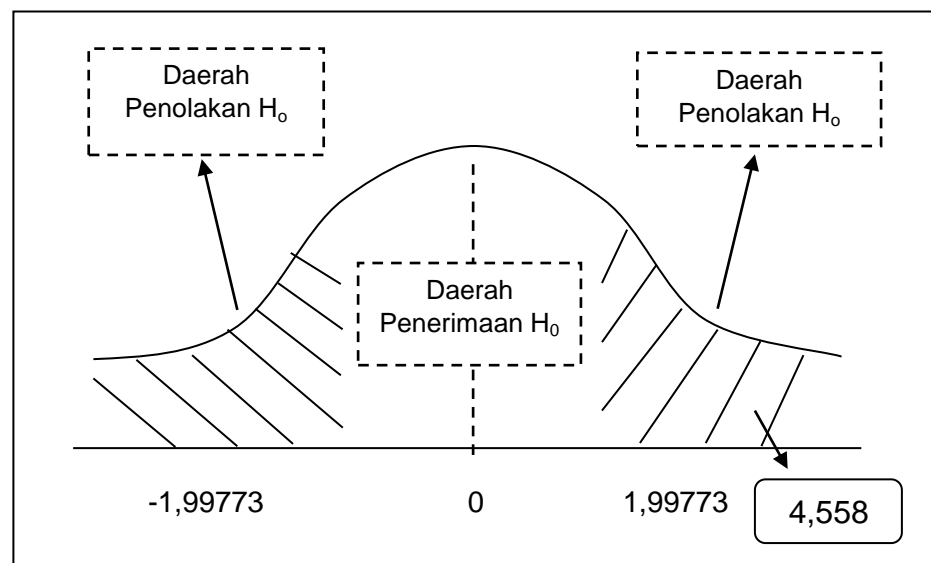 Daerah
Penolakan Ho
Daerah
Penolakan Ho
Daerah
Penerimaan H0
-1,99773
0
1,99773
4,558